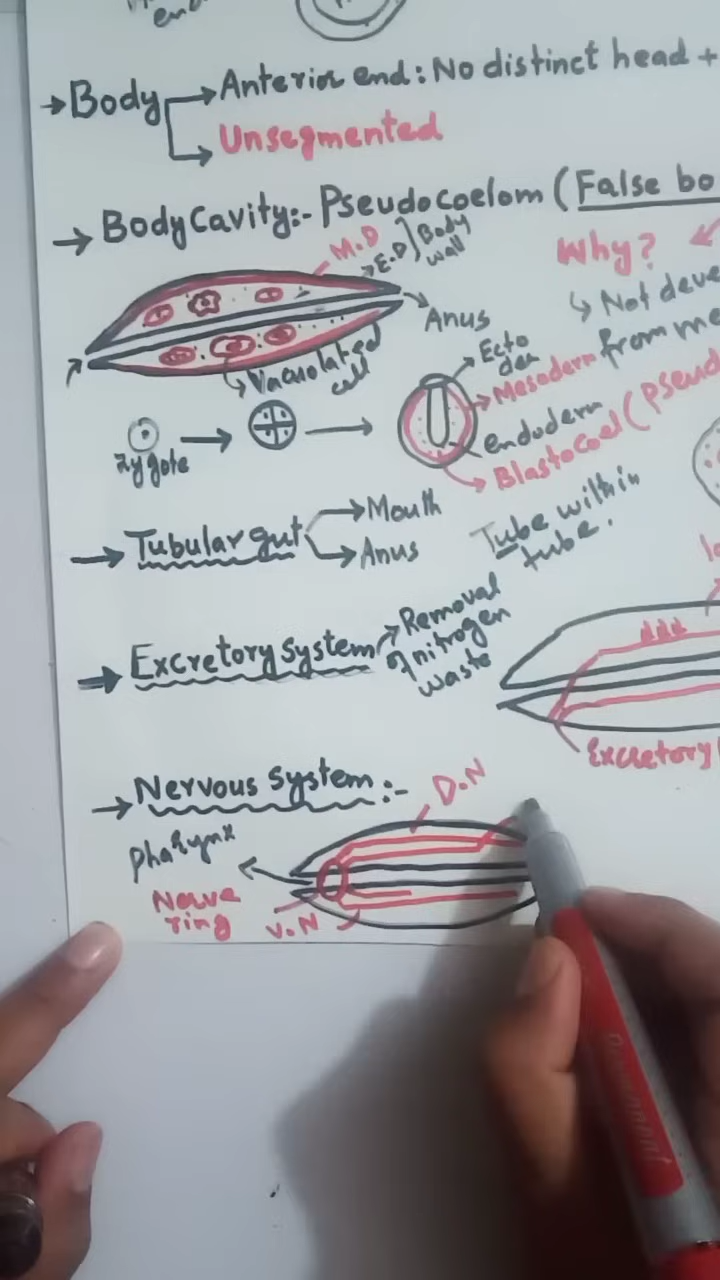 → Body → Anterior end: No distinct head +
→ Unsegmented
→ Body Cavity:- Pseudocoelom (False bo
M.D
→ E.D Body wall
Why?
↳ Not deve
from me
Anus
Vacuolated cell
Ecto der
Mesoderm
endoderm
BlastoCoel (Pseud
zygote
→ Tubular gut → Mouth
→ Anus
Tube within
tube.
→ Excretory System → Removal
of nitrogen
waste
Excretory
→ Nervous System:-
D.N
Pharynx
Nerve
ring
V.N
Permanent